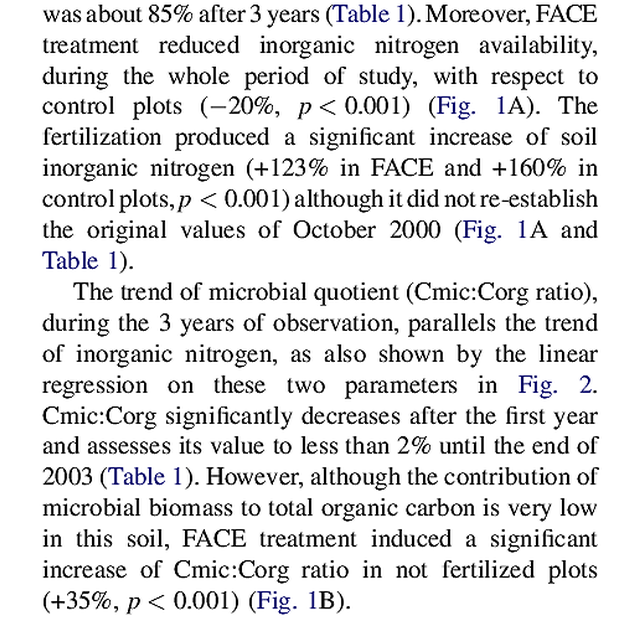 was about 85% after 3 years (Table 1). Moreover, FACE
treatment reduced inorganic nitrogen availability,
during the whole period of study, with respect to
control plots (−20%, p < 0.001) (Fig. 1A). The
fertilization produced a significant increase of soil
inorganic nitrogen (+123% in FACE and +160% in
control plots, p < 0.001) although it did not re-establish
the original values of October 2000 (Fig. 1A and
Table 1).
The trend of microbial quotient (Cmic:Corg ratio),
during the 3 years of observation, parallels the trend
of inorganic nitrogen, as also shown by the linear
regression on these two parameters in Fig. 2.
Cmic:Corg significantly decreases after the first year
and assesses its value to less than 2% until the end of
2003 (Table 1). However, although the contribution of
microbial biomass to total organic carbon is very low
in this soil, FACE treatment induced a significant
increase of Cmic:Corg ratio in not fertilized plots
(+35%, p < 0.001) (Fig. 1B).